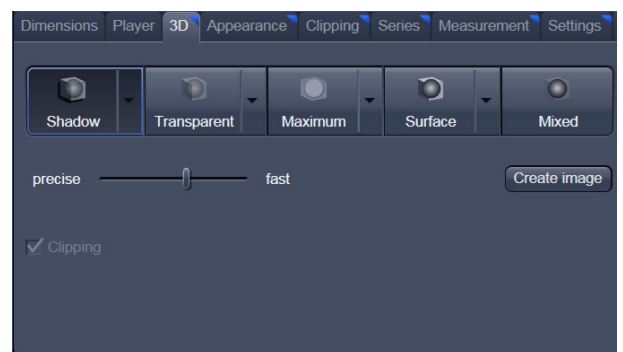 Dimensions Player 3D Appearance Clipping Series Measurement Settings
Shadow Transparent Maximum Surface Mixed
precise fast Create image
Clipping